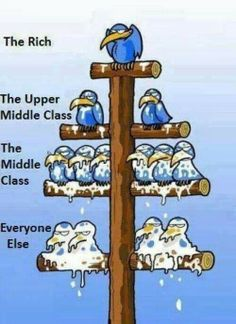 The Rich
The Upper
Middle Class
The
Middle
Class
Everyone
Else